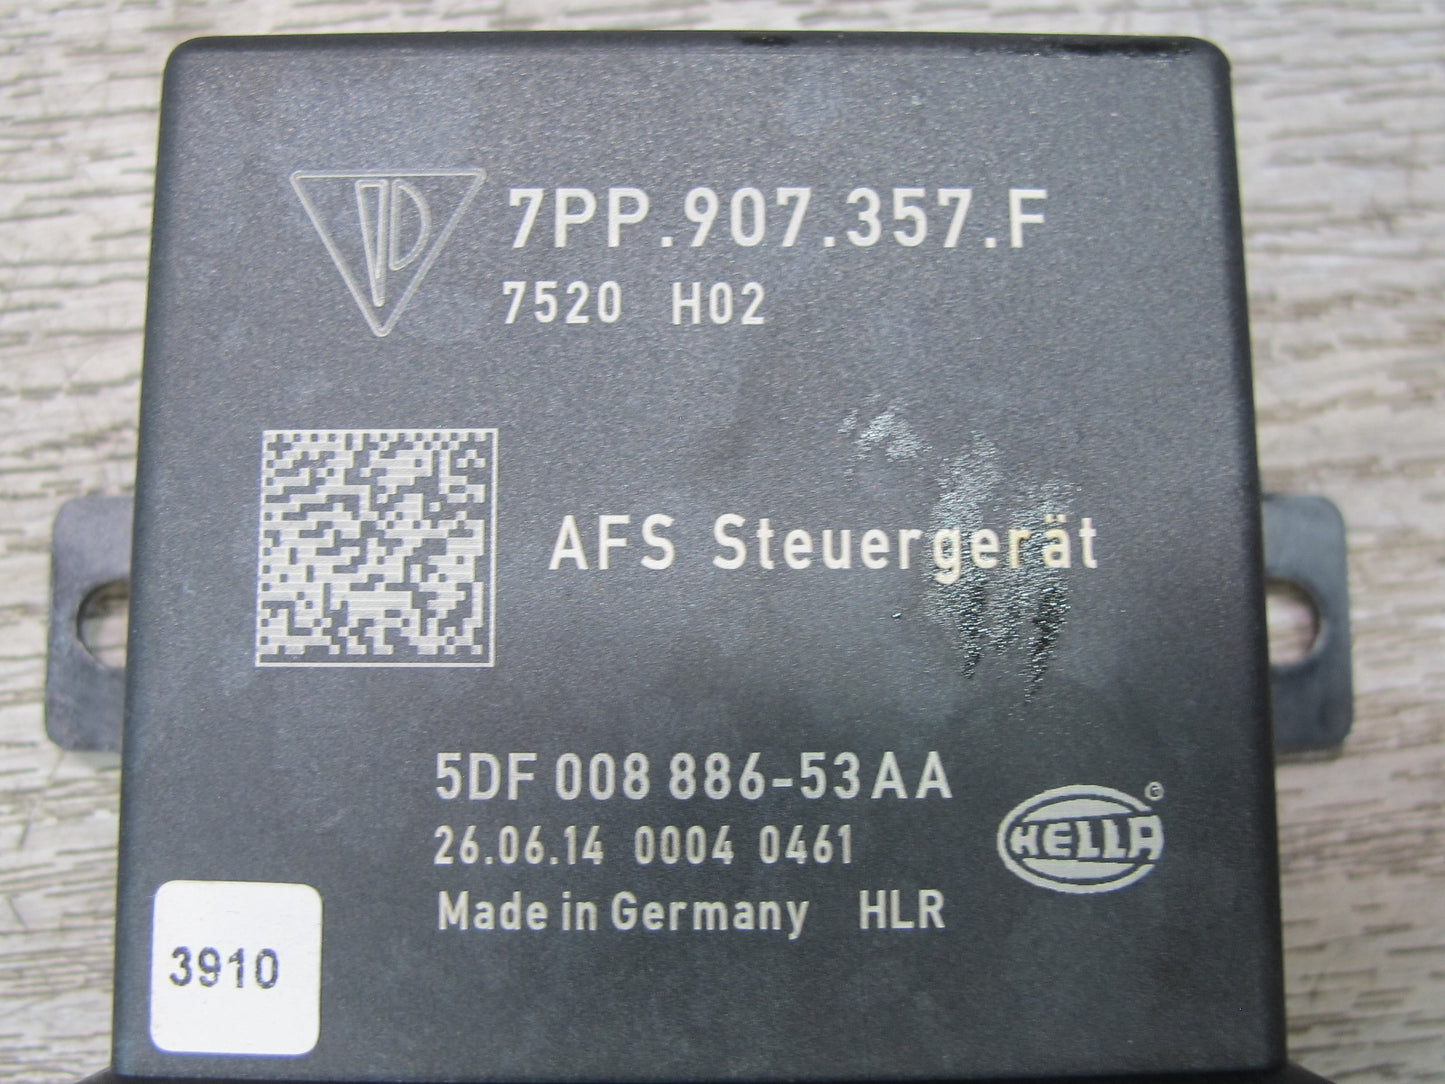 7PP.907.357.F
7520 H02
AFS Steuergerät
5DF 008 886-53AA
26.06.14 0004 0461
HELLA
Made in Germany HLR
3910